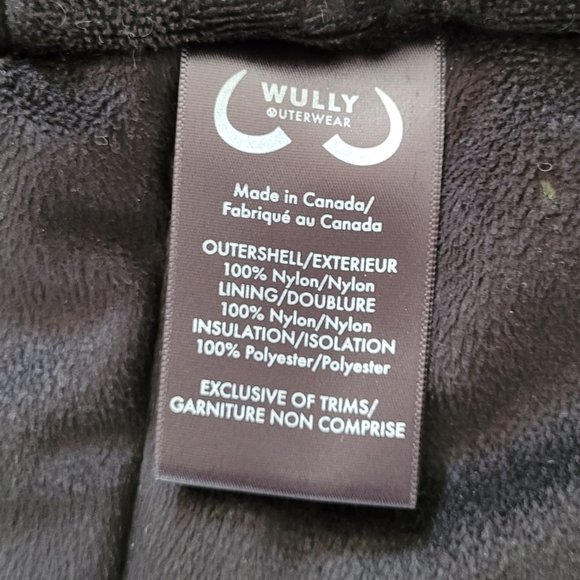 WULLY
OUTERWEAR
Made in Canada/
Fabriqué au Canada
OUTERSHELL/EXTERIEUR
100% Nylon/Nylon
LINING/DOUBLURE
100% Nylon/Nylon
INSULATION/ISOLATION
100% Polyester/Polyester
EXCLUSIVE OF TRIMS/
GARNITURE NON COMPRISE